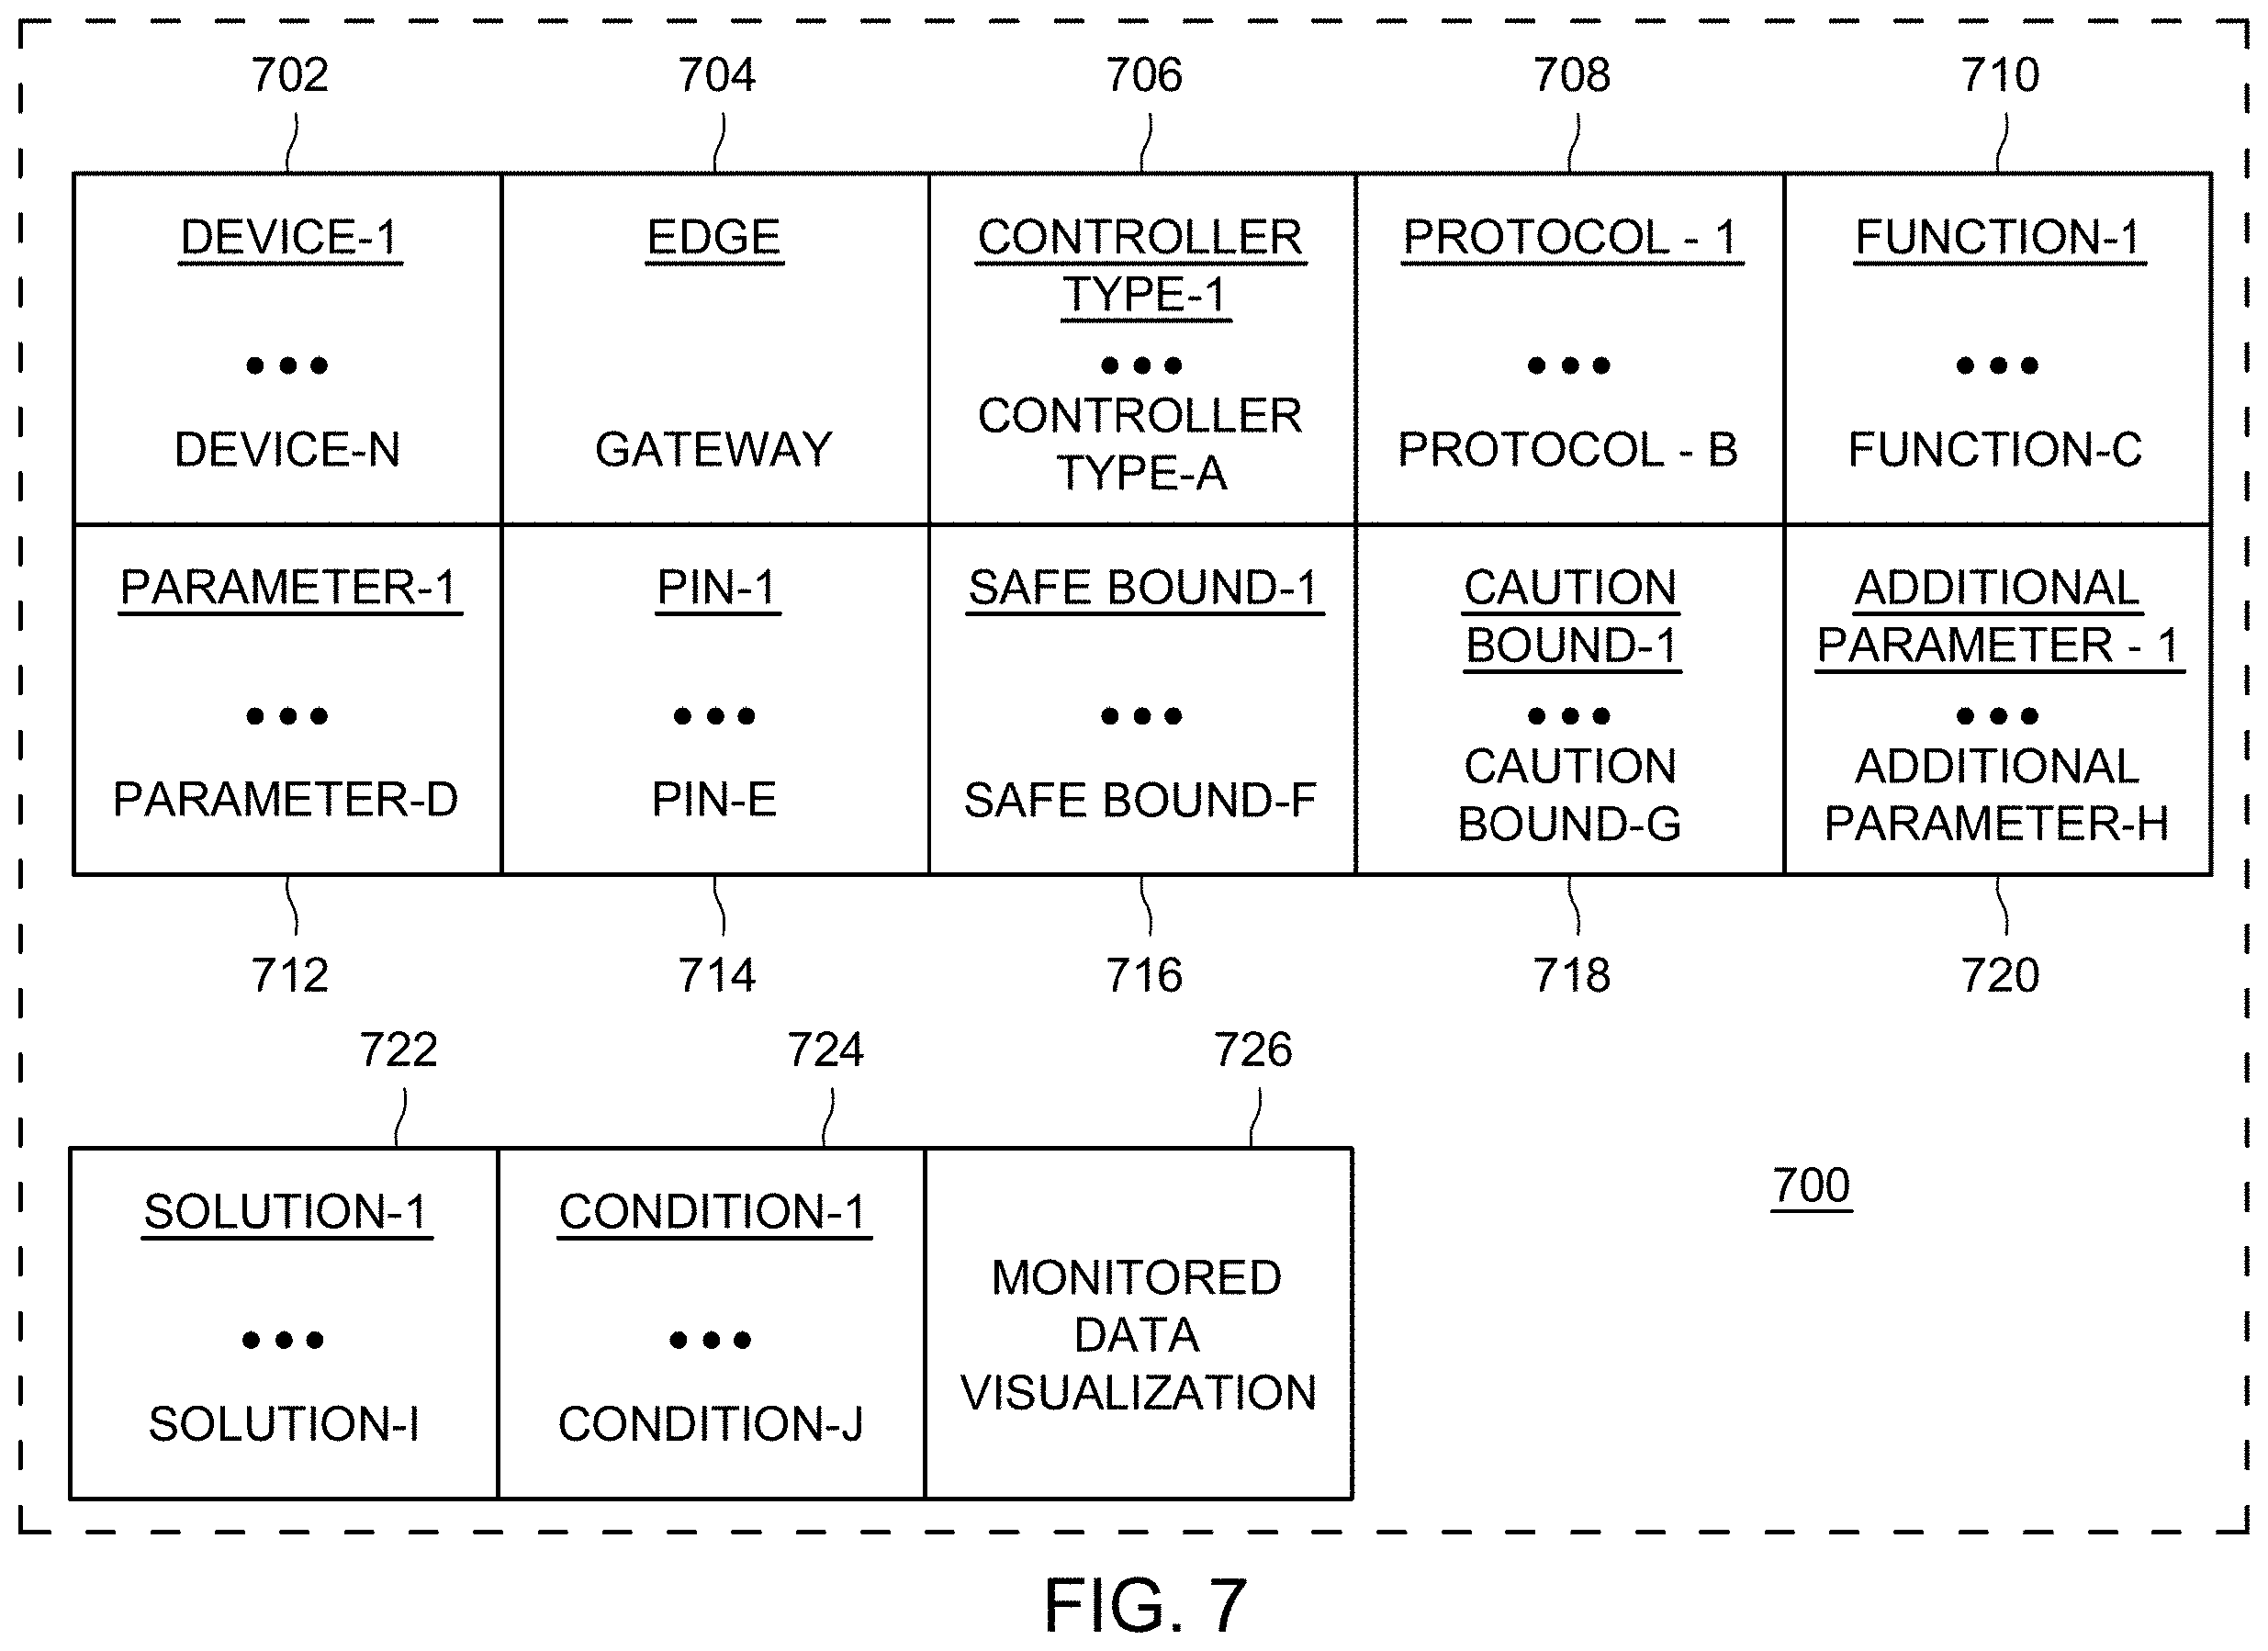 702 704 706 708 710
DEVICE-1
•••
DEVICE-N
EDGE
GATEWAY
CONTROLLER
TYPE-1
•••
CONTROLLER
TYPE-A
PROTOCOL - 1
•••
PROTOCOL - B
FUNCTION-1
•••
FUNCTION-C
PARAMETER-1
•••
PARAMETER-D
PIN-1
•••
PIN-E
SAFE BOUND-1
•••
SAFE BOUND-F
CAUTION
BOUND-1
•••
CAUTION
BOUND-G
ADDITIONAL
PARAMETER - 1
•••
ADDITIONAL
PARAMETER-H
712 714 716 718 720
722 724 726
SOLUTION-1
•••
SOLUTION-I
CONDITION-1
•••
CONDITION-J
MONITORED
DATA
VISUALIZATION
700
FIG. 7